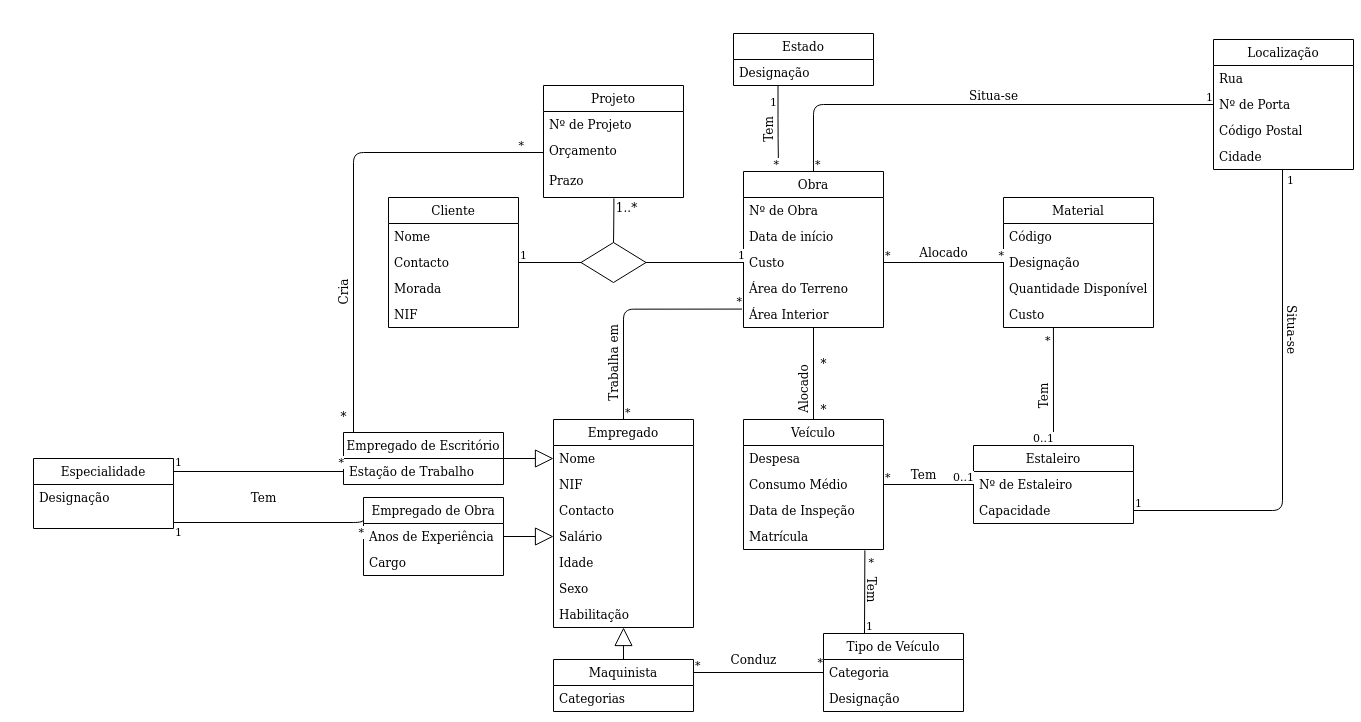 Estado
Designação
1
Tem
*
Localização
Rua
Nº de Porta
Código Postal
Cidade
Situa-se
1
*
1
Situa-se
1
Projeto
Nº de Projeto
Orçamento
Prazo
*
Cria
*
1..*
Cliente
Nome
Contacto
Morada
NIF
1
1
Obra
Nº de Obra
Data de início
Custo
Área do Terreno
Área Interior
*
Alocado
*
Material
Código
Designação
Quantidade Disponível
Custo
*
Tem
0..1
*
Trabalha em
*
*
Alocado
*
Especialidade
Designação
1
*
Tem
1
*
Empregado de Escritório
Estação de Trabalho
Empregado de Obra
Anos de Experiência
Cargo
Empregado
Nome
NIF
Contacto
Salário
Idade
Sexo
Habilitação
Veículo
Despesa
Consumo Médio
Data de Inspeção
Matrícula
*
Tem
0..1
Estaleiro
Nº de Estaleiro
Capacidade
*
Tem
1
Maquinista
Categorias
*
Conduz
*
Tipo de Veículo
Categoria
Designação